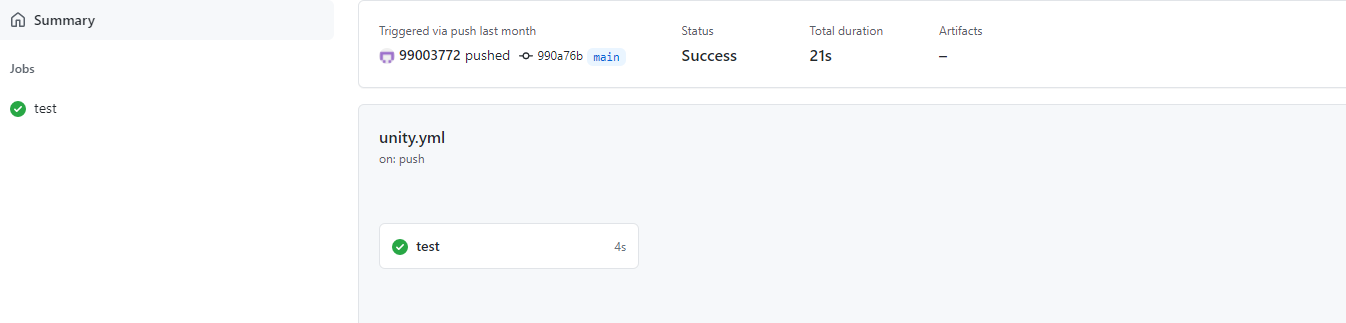 Summary
Jobs
test
Triggered via push last month
99003772 pushed 990a76b main
Status
Success
Total duration
21s
Artifacts
–
unity.yml
on: push
test 4s